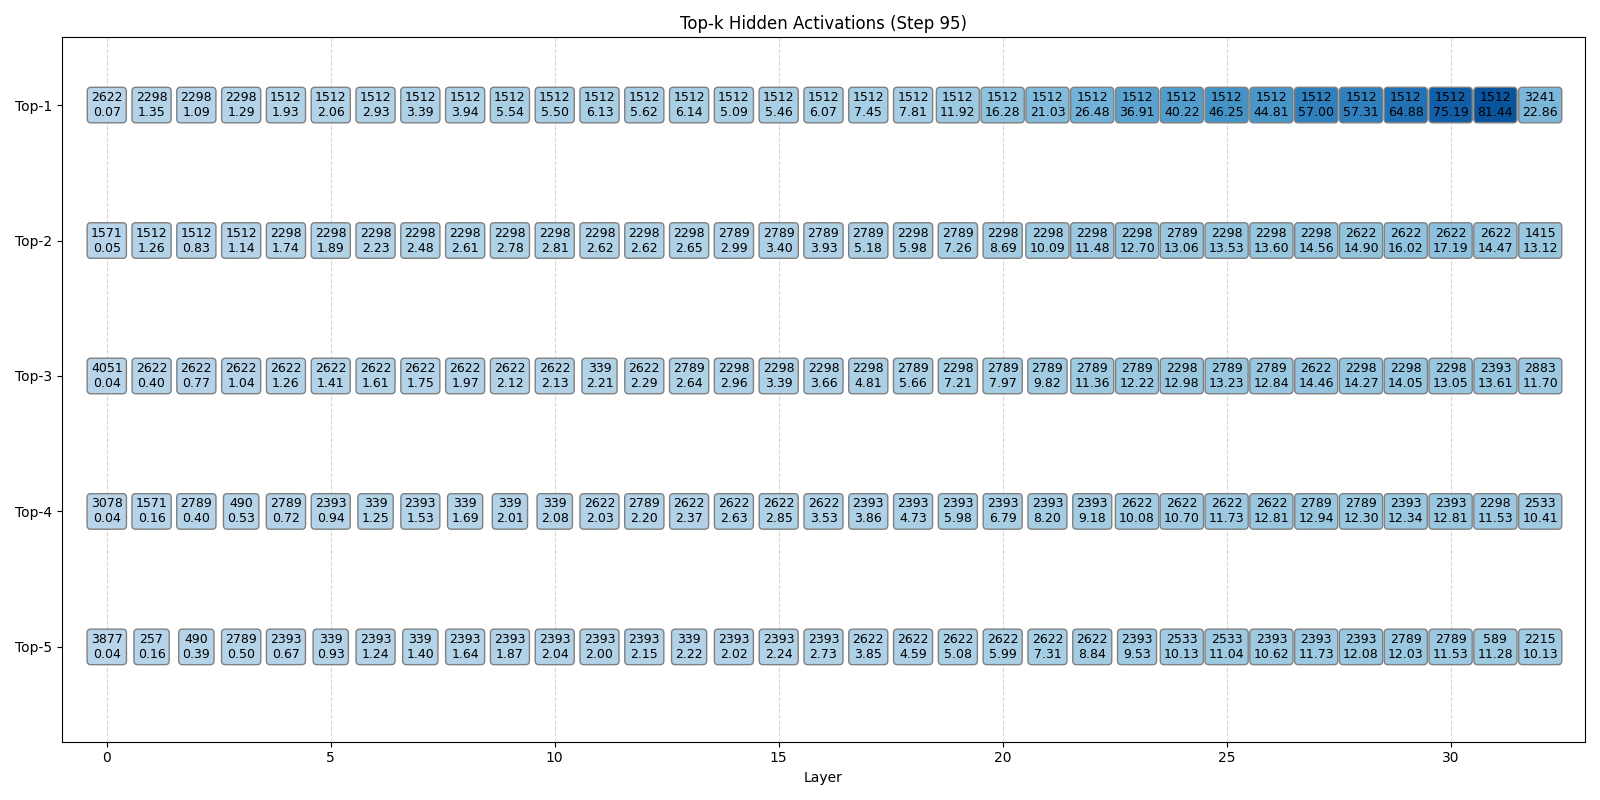 Top-k Hidden Activations (Step 95)
Top-1
2622 2298 2298 2298 1512 1512 1512 1512 1512 1512 1512 1512 1512 1512 1512 1512 1512 1512 1512 1512 1512 1512 1512 1512 1512 1512 1512 1512 1512 1512 1512 1512 3241
0.07 1.35 1.09 1.29 1.93 2.06 2.93 3.39 3.94 5.54 5.50 6.13 5.62 6.14 5.09 5.46 6.07 7.45 7.81 11.92 16.28 21.03 26.48 36.91 40.22 46.25 44.81 57.00 57.31 64.88 75.19 81.44 22.86
Top-2
1571 1512 1512 1512 2298 2298 2298 2298 2298 2298 2298 2298 2298 2298 2789 2789 2789 2789 2298 2789 2298 2298 2298 2298 2789 2298 2298 2298 2622 2622 2622 2622 1415
0.05 1.26 0.83 1.14 1.74 1.89 2.23 2.48 2.61 2.78 2.81 2.62 2.62 2.65 2.99 3.40 3.93 5.18 5.98 7.26 8.69 10.09 11.48 12.70 13.06 13.53 13.60 14.56 14.90 16.02 17.19 14.47 13.12
Top-3
4051 2622 2622 2622 2622 2622 2622 2622 2622 2622 2622 339 2622 2789 2298 2298 2298 2298 2789 2298 2789 2789 2789 2789 2298 2789 2789 2622 2298 2298 2298 2393 2883
0.04 0.40 0.77 1.04 1.26 1.41 1.61 1.75 1.97 2.12 2.13 2.21 2.29 2.64 2.96 3.39 3.66 4.81 5.66 7.21 7.97 9.82 11.36 12.22 12.98 13.23 12.84 14.46 14.27 14.05 13.05 13.61 11.70
Top-4
3078 1571 2789 490 2789 2393 339 2393 339 339 339 2622 2789 2622 2622 2622 2622 2393 2393 2393 2393 2393 2393 2622 2622 2622 2622 2789 2789 2393 2393 2298 2533
0.04 0.16 0.40 0.53 0.72 0.94 1.25 1.53 1.69 2.01 2.08 2.03 2.20 2.37 2.63 2.85 3.53 3.86 4.73 5.98 6.79 8.20 9.18 10.08 10.70 11.73 12.81 12.94 12.30 12.34 12.81 11.53 10.41
Top-5
3877 257 490 2789 2393 339 2393 339 2393 2393 2393 2393 2393 339 2393 2393 2393 2622 2622 2622 2622 2622 2622 2393 2533 2533 2393 2393 2393 2789 2789 589 2215
0.04 0.16 0.39 0.50 0.67 0.93 1.24 1.40 1.64 1.87 2.04 2.00 2.15 2.22 2.02 2.24 2.73 3.85 4.59 5.08 5.99 7.31 8.84 9.53 10.13 11.04 10.62 11.73 12.08 12.03 11.53 11.28 10.13
0 5 10 15 20 25 30
Layer